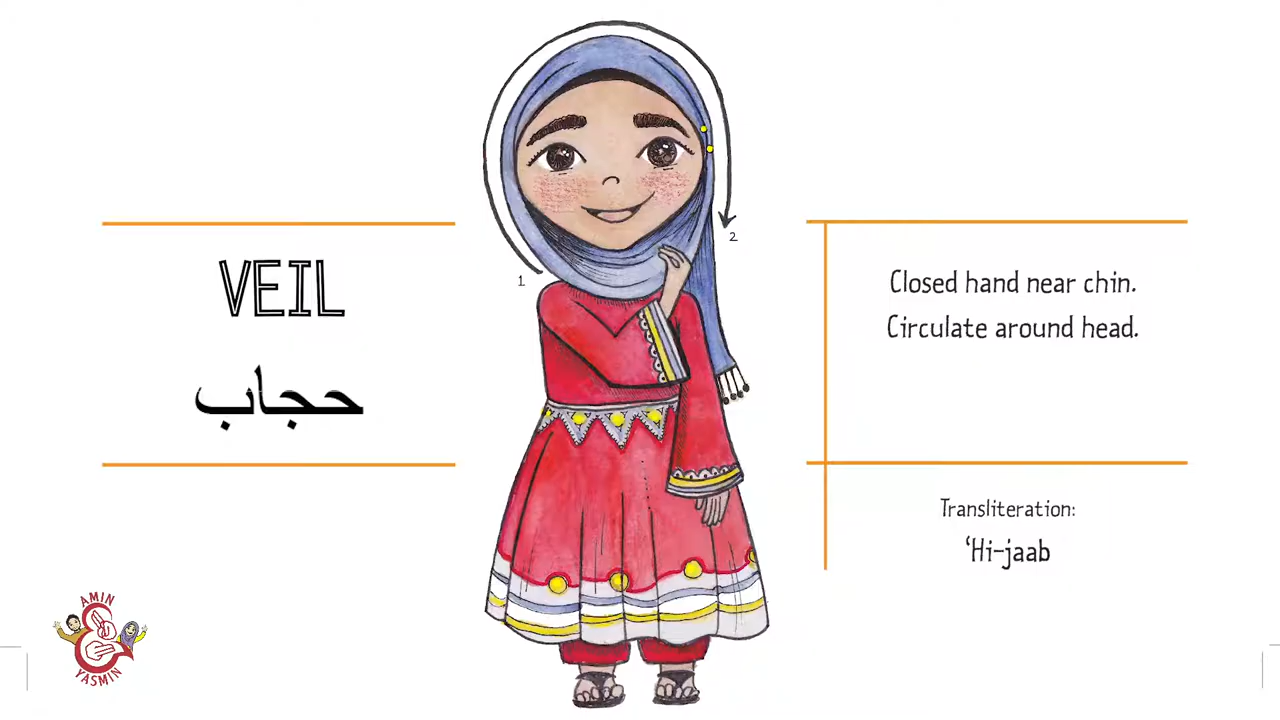 VEIL
حجاب
1
2
Closed hand near chin.
Circulate around head.
Transliteration:
‘Hi-jaab
AMIN
&
YASMIN